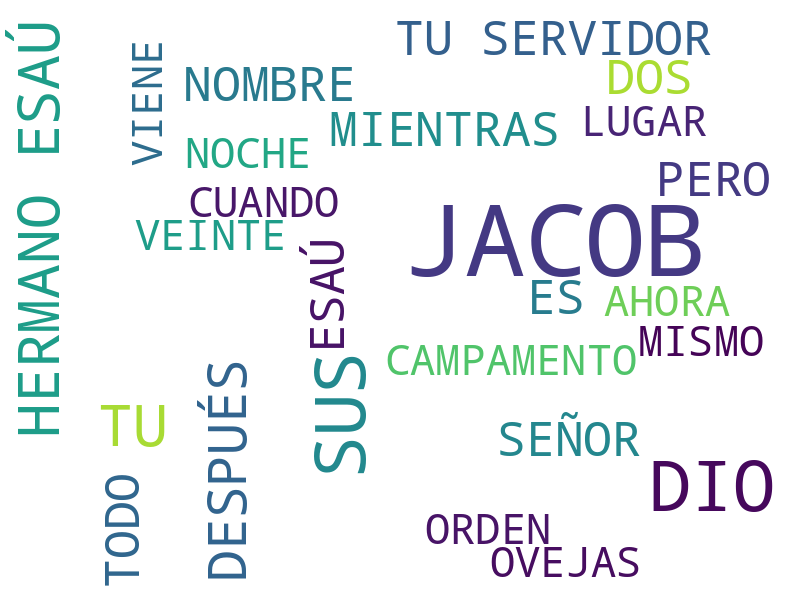 TU SERVIDOR
HERMANO ESAÚ
VIENE
NOMBRE
DOS
MIENTRAS
LUGAR
NOCHE
PERO
CUANDO
JACOB
VEINTE
ESAÚ
ES
AHORA
MISMO
CAMPAMENTO
SUS
DESPUÉS
TU
SEÑOR
DIO
TODO
ORDEN
OVEJAS